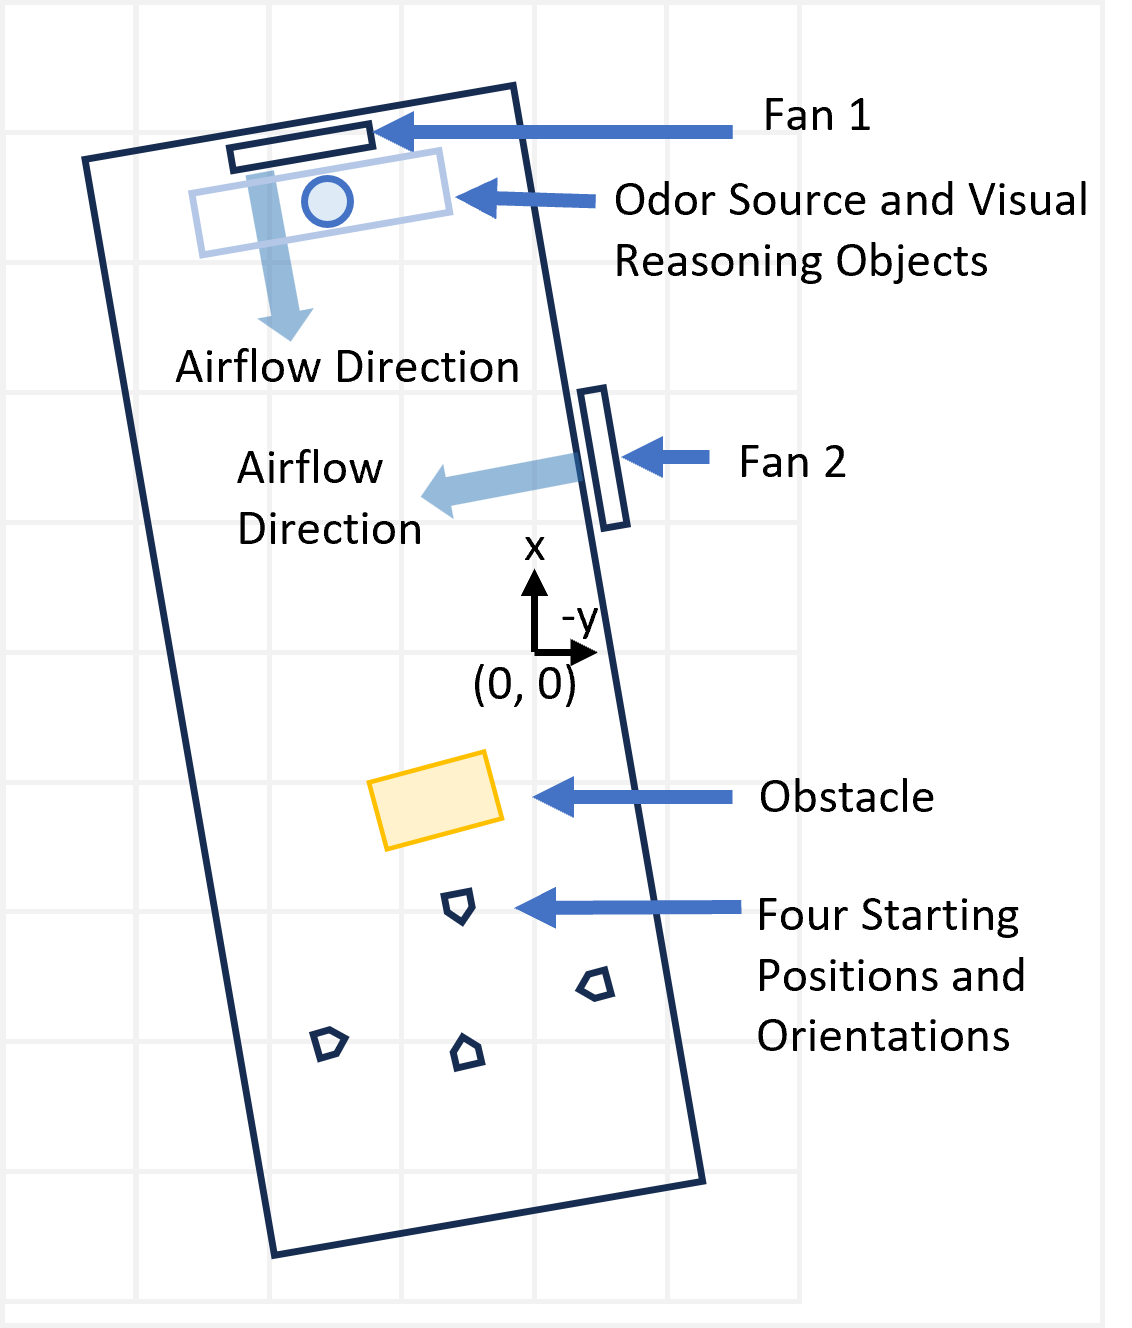 Fan 1
Odor Source and Visual
Reasoning Objects
Airflow Direction
Airflow
Direction
Fan 2
x
-y
(0, 0)
Obstacle
Four Starting
Positions and
Orientations